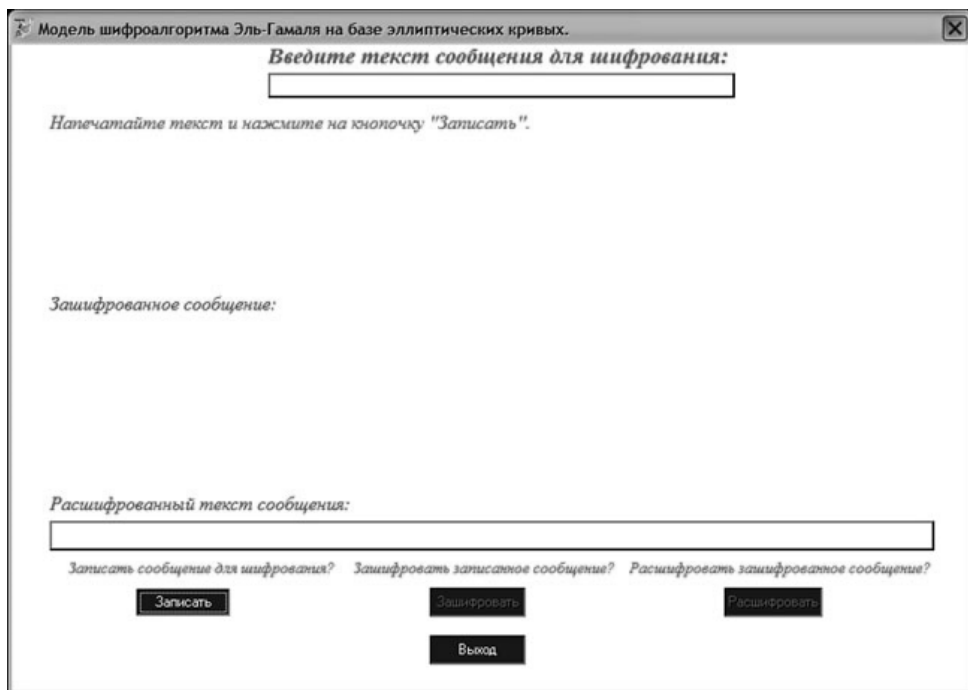 Модель шифроалгоритма Эль-Гамаля на базе эллиптических кривых.
Введите текст сообщения для шифрования:
Напечатайте текст и нажмите на кнопочку "Записать".
Зашифрованное сообщение:
Расшифрованный текст сообщения:
Записать сообщение для шифрования? Зашифровать записанное сообщение? Расшифровать зашифрованное сообщение?
Записать Зашифровать Расшифровать
Выход